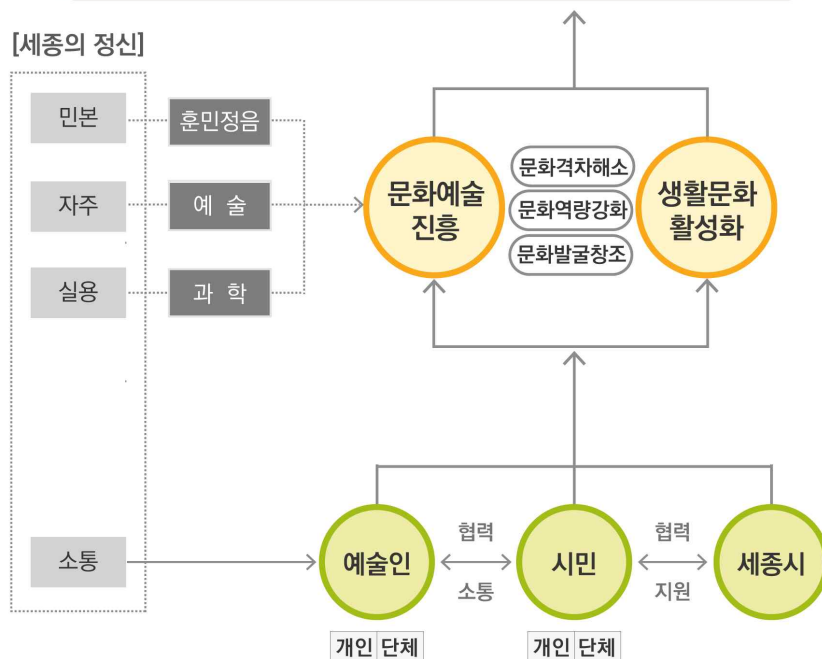 [세종의 정신]
민본
훈민정음
자주
예 술
실용
과 학
문화예술
진흥
문화격차해소
문화역량강화
문화발굴창조
생활문화
활성화
소통
예술인
협력
소통
시민
협력
지원
세종시
개인 단체
개인 단체